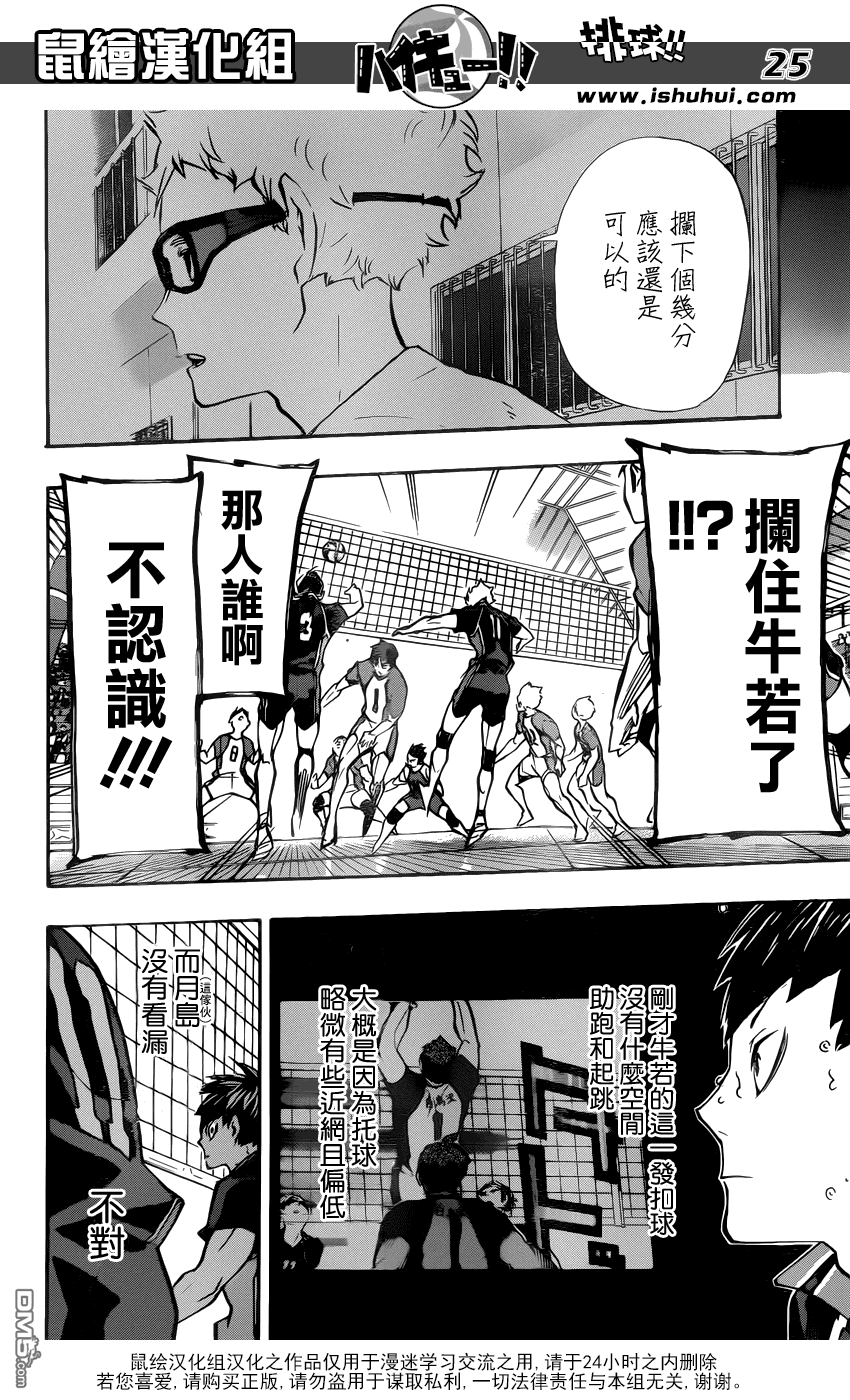 鼠繪漢化組
ハイキュー!!
排球!!
25
www.ishuhui.com
攔下個幾分
應該還是
可以的
攔住牛若了
!!?
那人誰啊
不認識!!!
3
11
1
8
剛才牛若的這一發扣球
沒有什麼空間
助跑和起跳
大概是因為托球
略微有些近網且偏低
而月島
(這傢伙)
沒有看漏
不對
DM5
鼠绘汉化组汉化之作品仅用于漫迷学习交流之用, 请于24小时之内删除
若您喜爱, 请购买正版, 请勿用于谋取私利, 一切法律责任与本组无关, 谢谢。